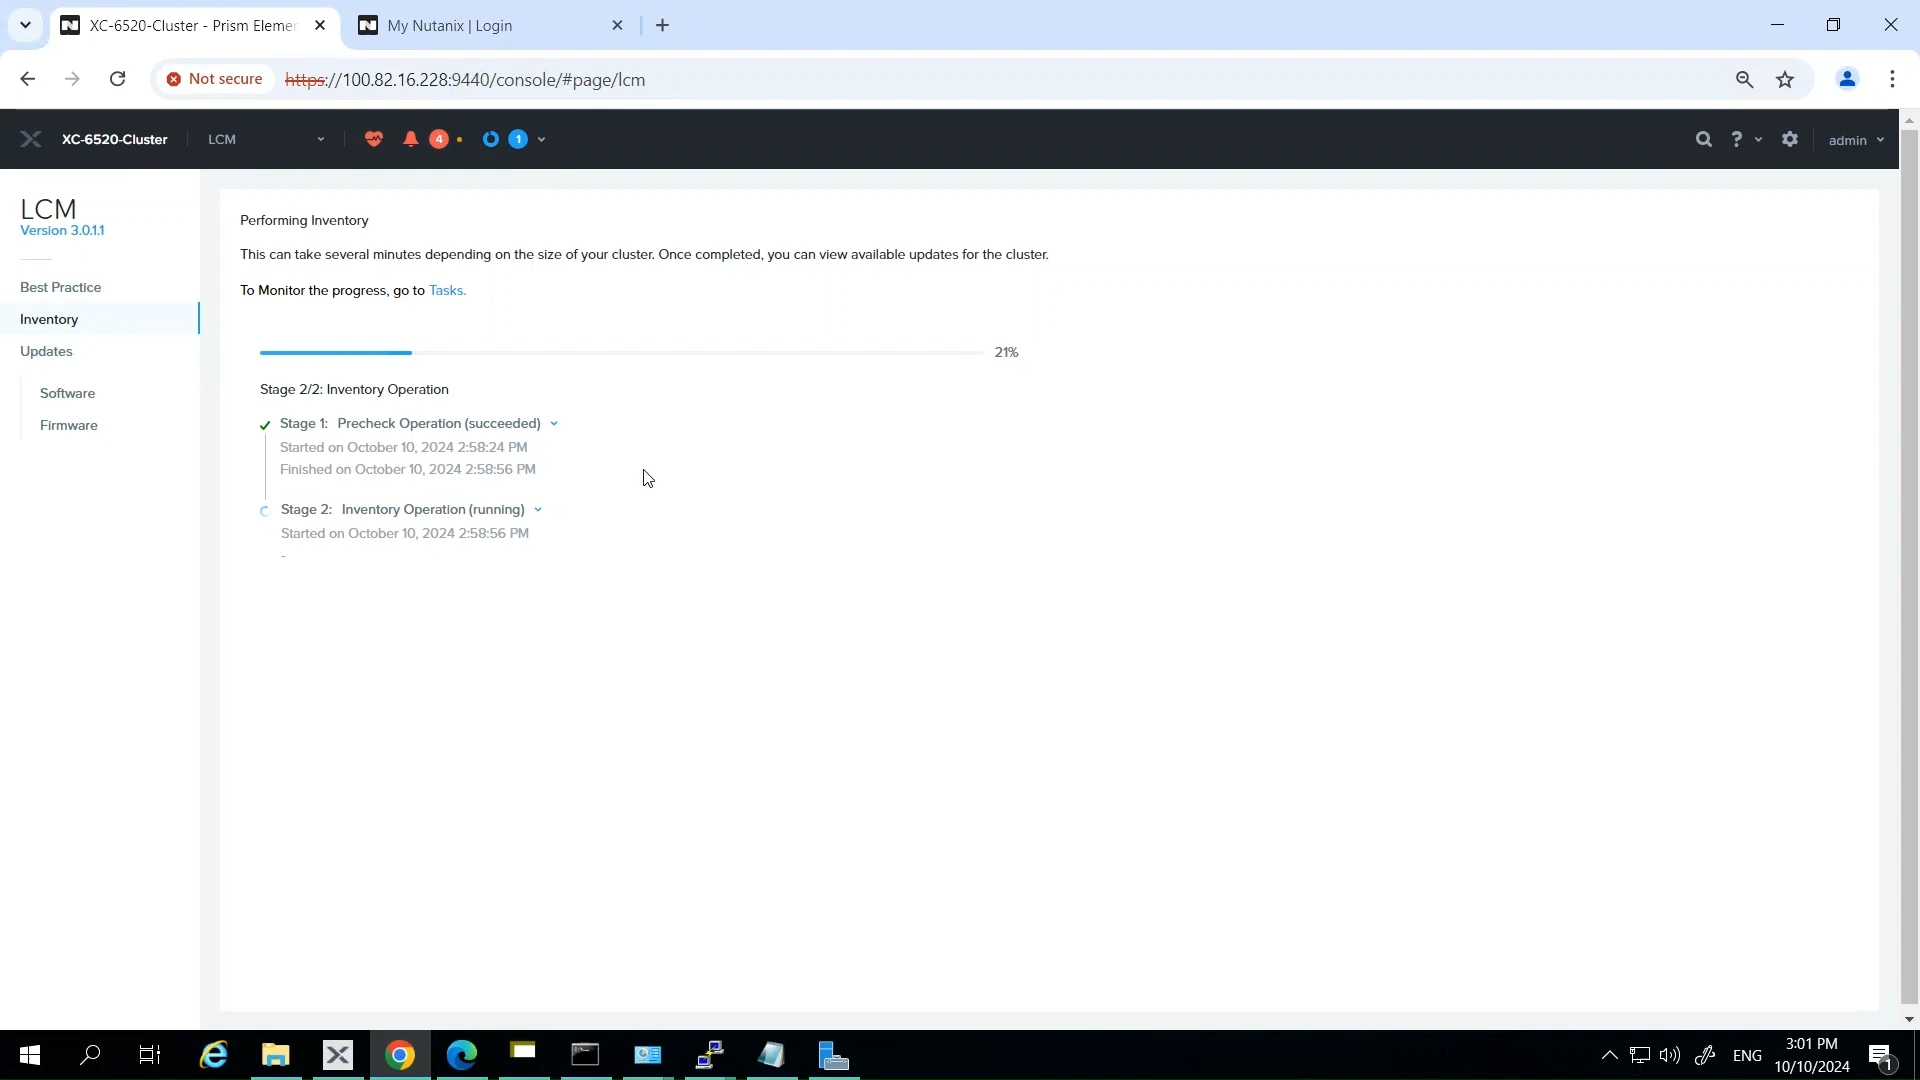 XC-6520-Cluster - Prism Elemen
My Nutanix | Login
Not secure
https://100.82.16.228:9440/console/#page/lcm
XC-6520-Cluster
LCM
4
1
?
admin
LCM
Version 3.0.1.1
Best Practice
Inventory
Updates
Software
Firmware
Performing Inventory
This can take several minutes depending on the size of your cluster. Once completed, you can view available updates for the cluster.
To Monitor the progress, go to Tasks.
21%
Stage 2/2: Inventory Operation
Stage 1: Precheck Operation (succeeded)
Started on October 10, 2024 2:58:24 PM
Finished on October 10, 2024 2:58:56 PM
Stage 2: Inventory Operation (running)
Started on October 10, 2024 2:58:56 PM
-
ENG
3:01 PM
10/10/2024
1